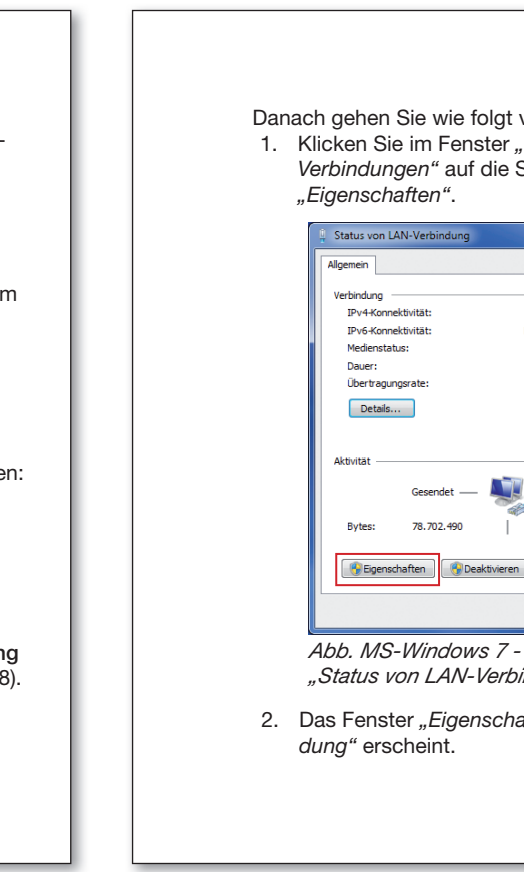 m
en:
ng
8).
Danach gehen Sie wie folgt
1. Klicken Sie im Fenster „
Verbindungen“ auf die
„Eigenschaften“.
Status von LAN-Verbindung
Allgemein
Verbindung
IPv4-Konnektivität:
IPv6-Konnektivität:
Medienstatus:
Dauer:
Übertragungsrate:
Details...
Aktivität
Gesendet
Bytes: 78.702.490
Eigenschaften Deaktivieren
Abb. MS-Windows 7 -
„Status von LAN-Verbi
2. Das Fenster „Eigenscha
dung“ erscheint.